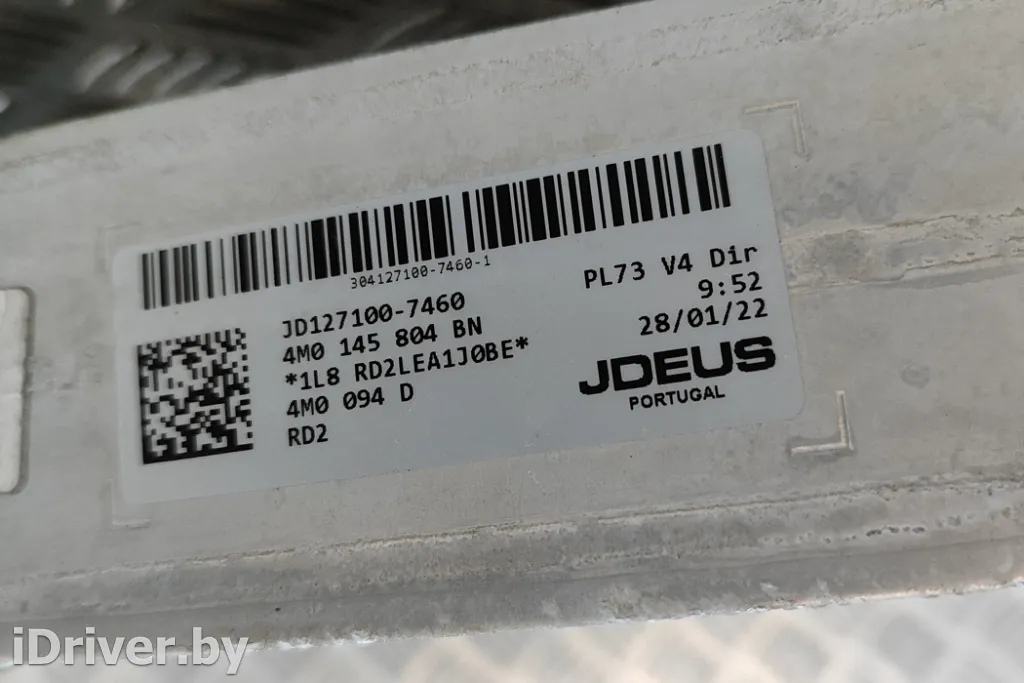 304127100-7460-1
JD127100-7460
4M0 145 804 BN
*1L8 RD2LEA1J0BE*
4M0 094 D
RD2
PL73 V4 Dir
9:52
28/01/22
JDEUS
PORTUGAL
iDriver.by